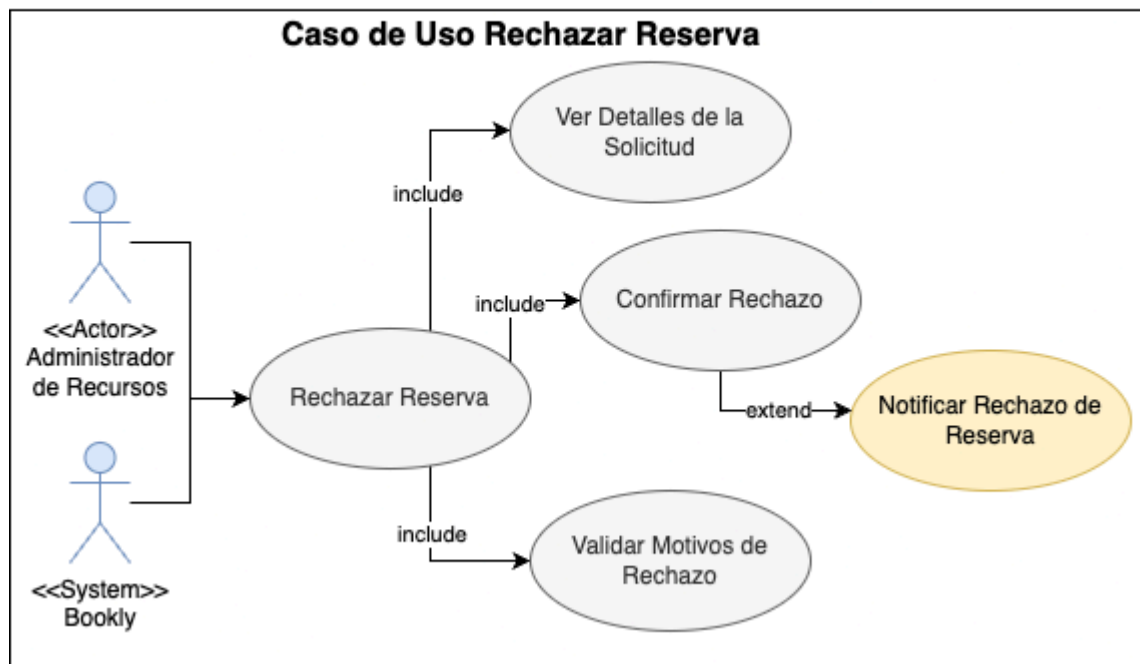 Caso de Uso Rechazar Reserva
Ver Detalles de la
Solicitud
include
<<Actor>>
Administrador
de Recursos
include
Confirmar Rechazo
Rechazar Reserva
extend
Notificar Rechazo de
Reserva
include
Validar Motivos de
Rechazo
<<System>>
Bookly